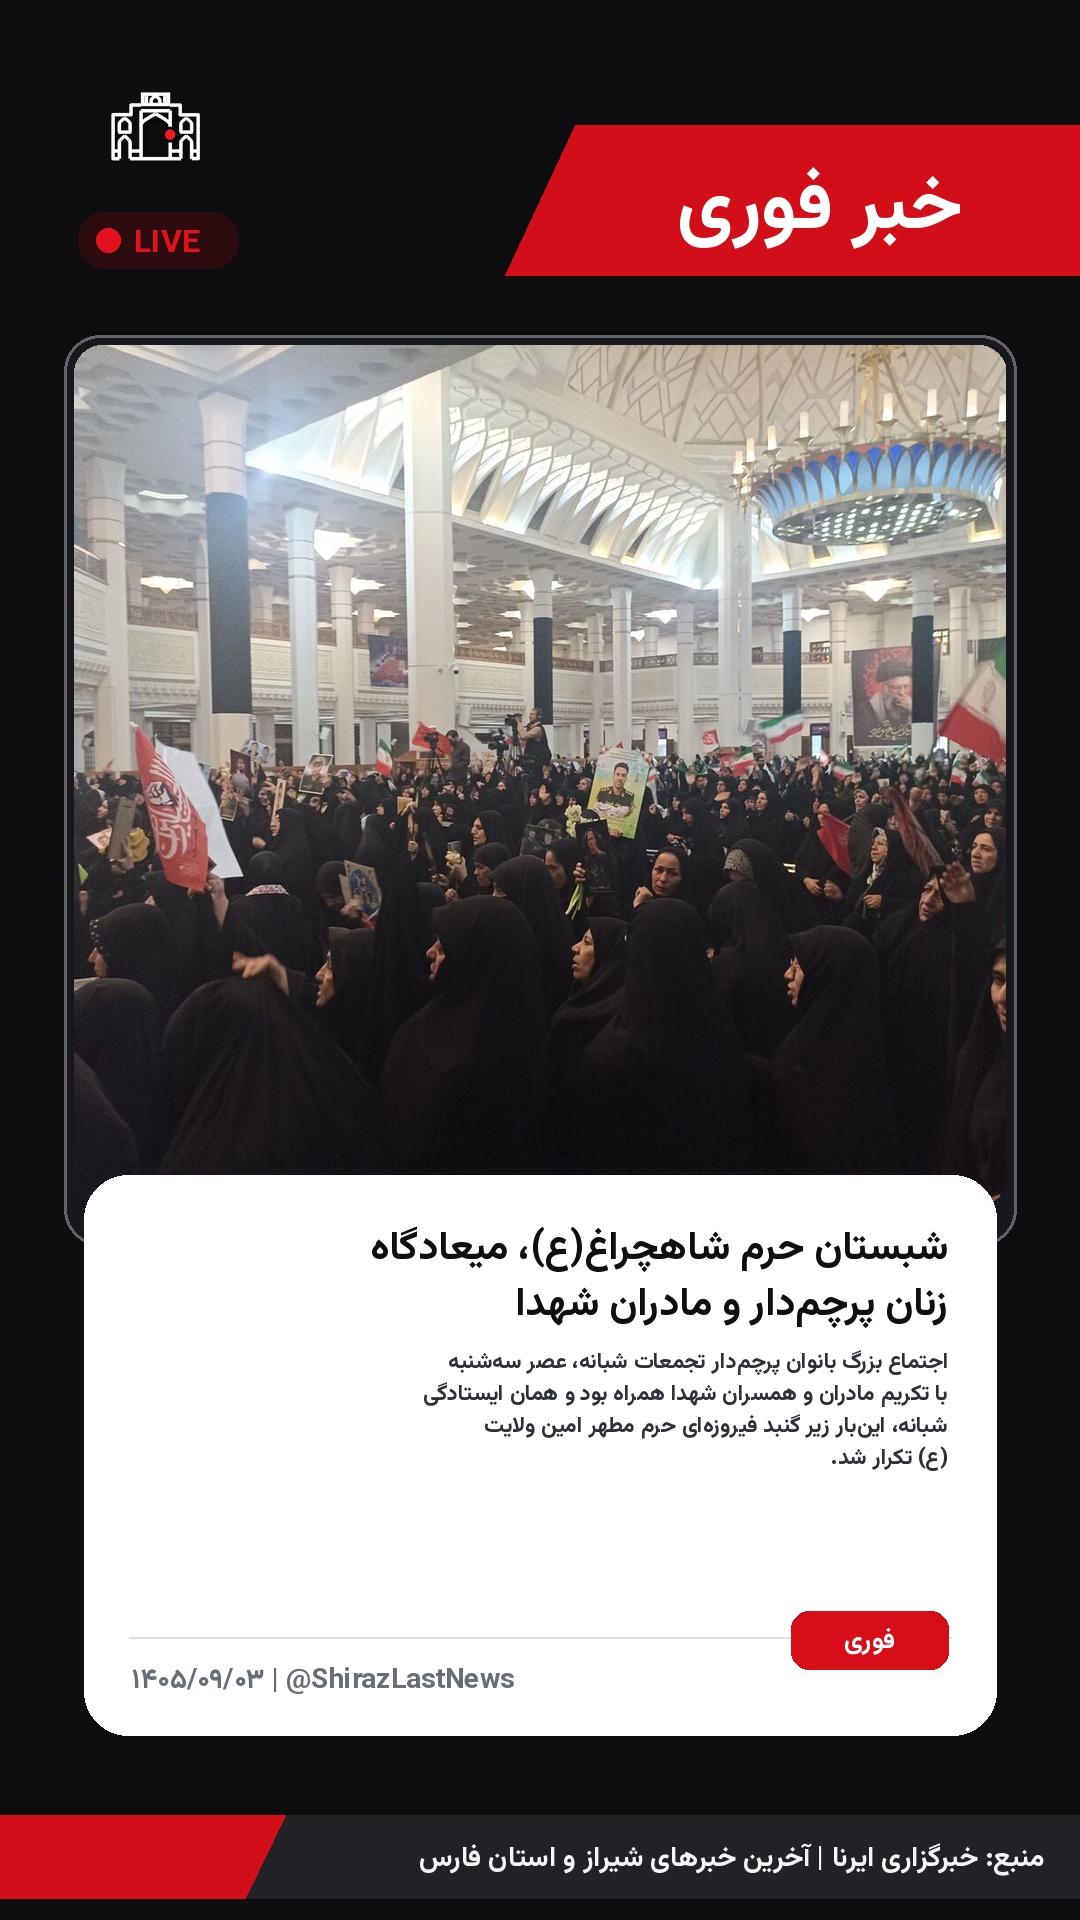 خبر فوری
LIVE
شبستان حرم شاهچراغ(ع)، میعادگاه
زنان پرچم‌دار و مادران شهدا
اجتماع بزرگ بانوان پرچم‌دار تجمعات شبانه، عصر سه‌شنبه
با تکریم مادران و همسران شهدا همراه بود و همان ایستادگی
شبانه، این‌بار زیر گنبد فیروزه‌ای حرم مطهر امین ولایت
(ع) تکرار شد.
فوری
۱۴۰۵/۰۹/۰۳ | @ShirazLastNews
منبع: خبرگزاری ایرنا | آخرین خبرهای شیراز و استان فارس